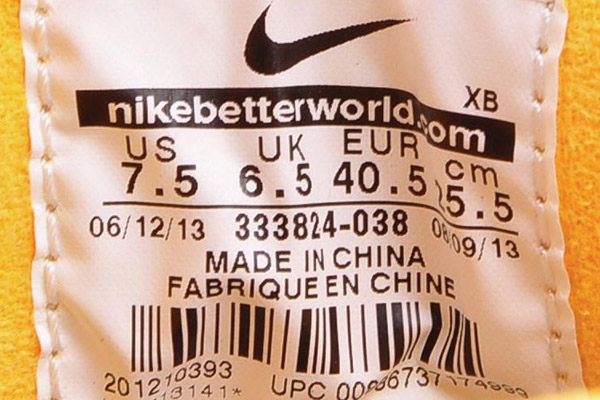 XB
nikebetterworld.com
US UK EUR cm
7.5 6.5 40.5 25.5
06/12/13 333824-038 08/09/13
MADE IN CHINA
FABRIQUE EN CHINE
201210393
UPC